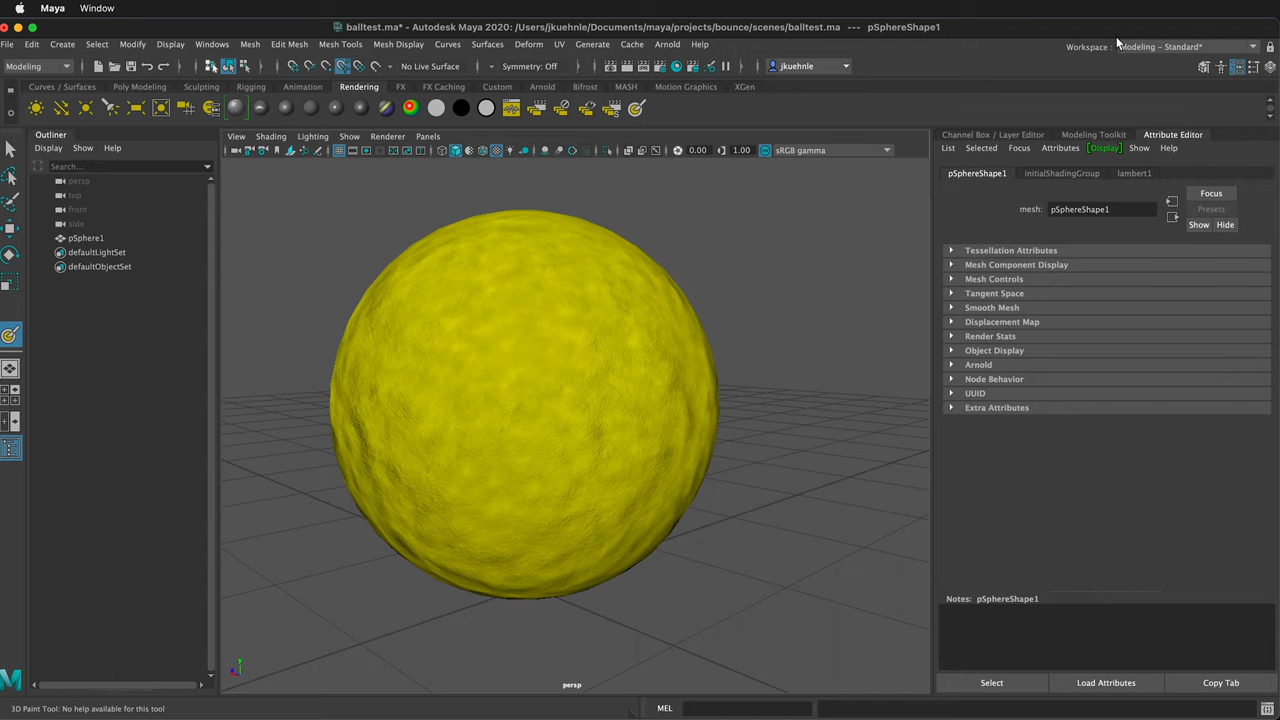 Maya Window
balltest.ma* - Autodesk Maya 2020: /Users/jkuehnle/Documents/maya/projects/bounce/scenes/balltest.ma --- pSphereShape1
File Edit Create Select Modify Display Windows Mesh Edit Mesh Mesh Tools Mesh Display Curves Surfaces Deform UV Generate Cache Arnold Help Workspace : Modeling - Standard*
Modeling No Live Surface Symmetry: Off jkuehnle
Curves / Surfaces Poly Modeling Sculpting Rigging Animation Rendering FX FX Caching Custom Arnold Bifrost MASH Motion Graphics XGen
Outliner
Display Show Help
Search...
persp
top
front
side
pSphere1
defaultLightSet
defaultObjectSet
View Shading Lighting Show Renderer Panels
0.00 1.00 sRGB gamma
persp
Channel Box / Layer Editor Modeling Toolkit Attribute Editor
List Selected Focus Attributes [Display] Show Help
pSphereShape1 initialShadingGroup lambert1
Focus
mesh: pSphereShape1 Presets
Show Hide
Tessellation Attributes
Mesh Component Display
Mesh Controls
Tangent Space
Smooth Mesh
Displacement Map
Render Stats
Object Display
Arnold
Node Behavior
UUID
Extra Attributes
Notes: pSphereShape1
Select Load Attributes Copy Tab
3D Paint Tool: No help available for this tool MEL